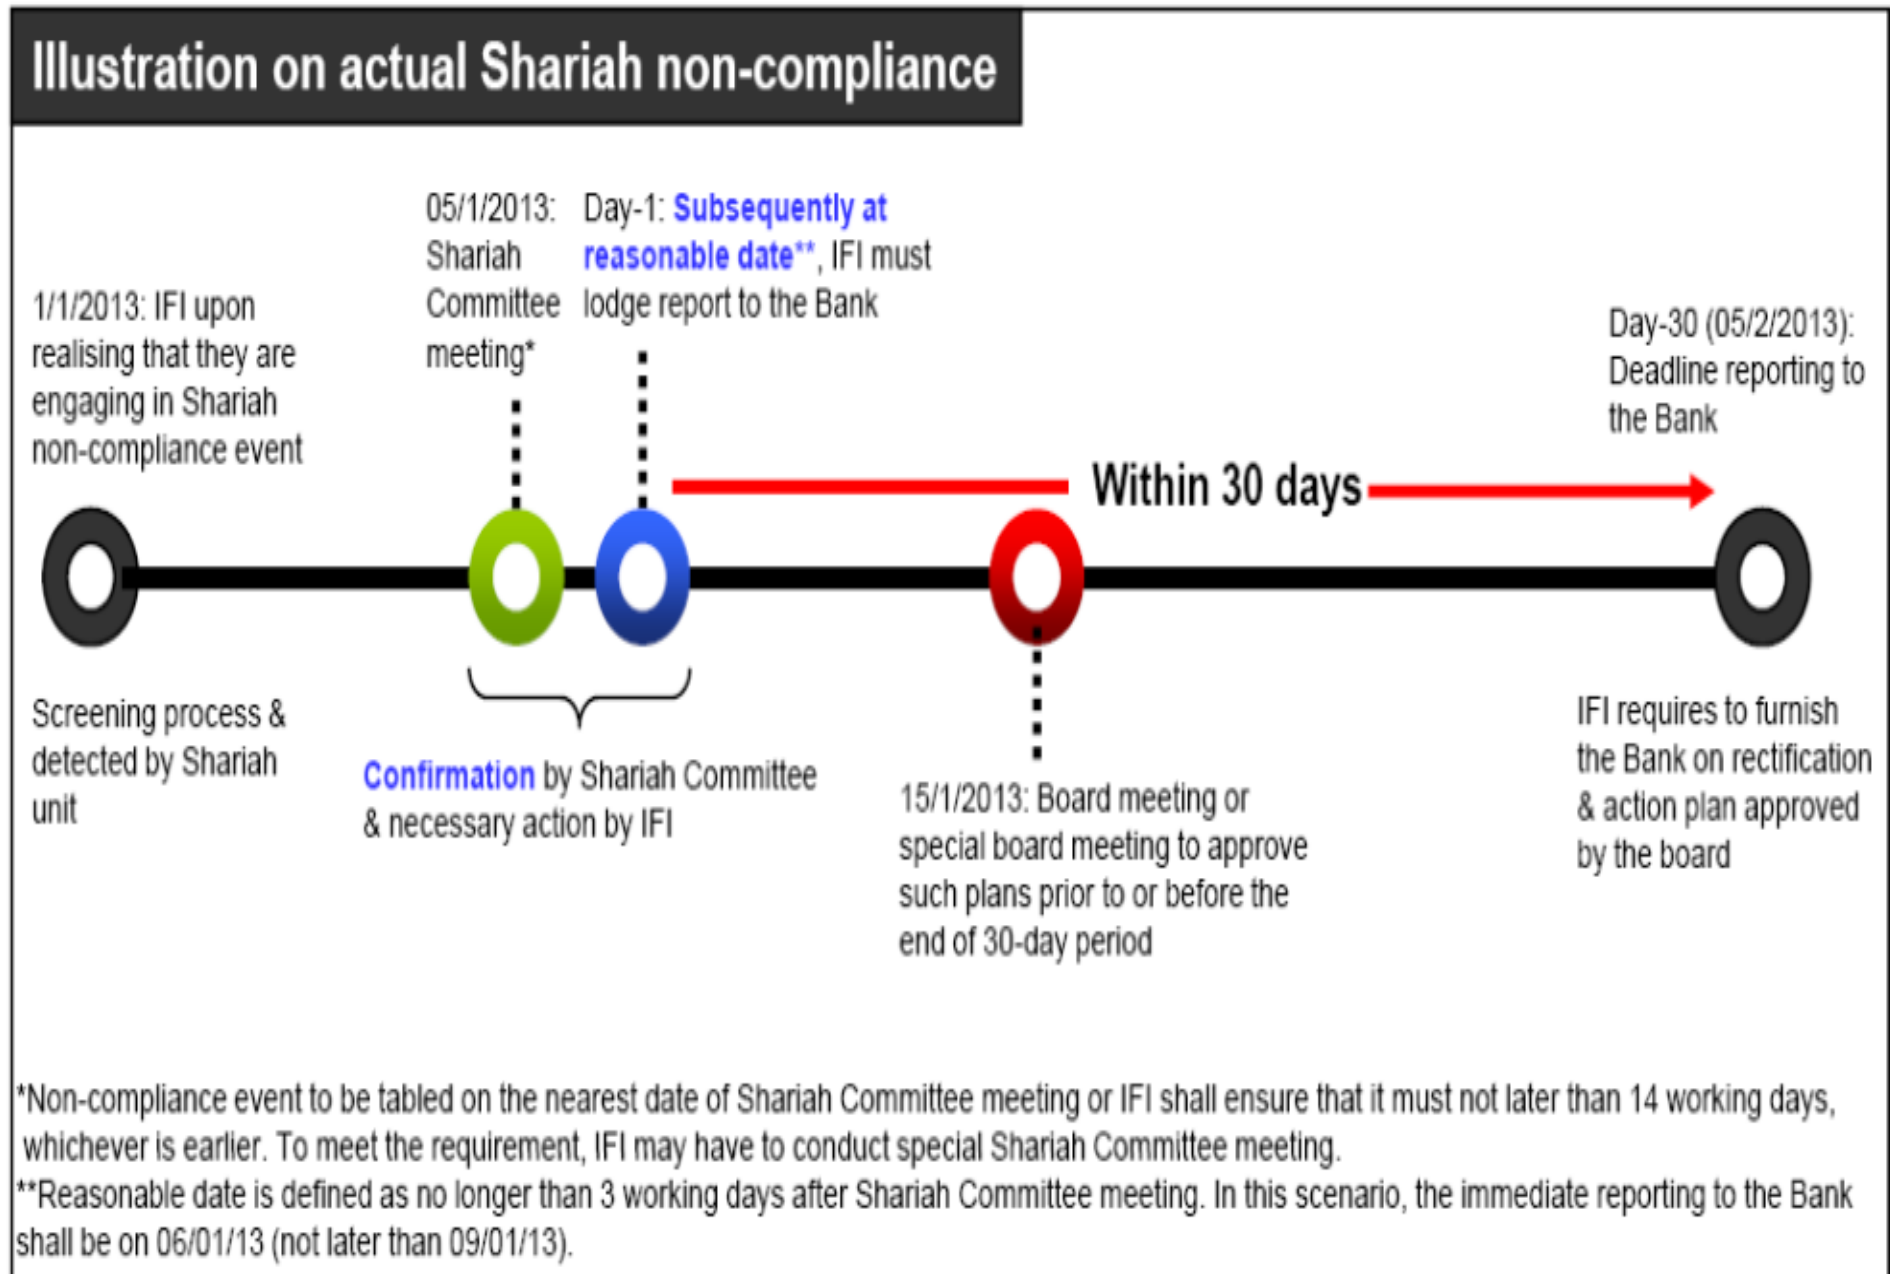 Illustration on actual Shariah non-compliance
1/1/2013: IFI upon
realising that they are
engaging in Shariah
non-compliance event
05/1/2013:
Shariah
Committee
meeting*
Day-1: Subsequently at
reasonable date**, IFI must
lodge report to the Bank
Day-30 (05/2/2013):
Deadline reporting to
the Bank
Within 30 days
Screening process &
detected by Shariah
unit
Confirmation by Shariah Committee
& necessary action by IFI
15/1/2013: Board meeting or
special board meeting to approve
such plans prior to or before the
end of 30-day period
IFI requires to furnish
the Bank on rectification
& action plan approved
by the board
*Non-compliance event to be tabled on the nearest date of Shariah Committee meeting or IFI shall ensure that it must not later than 14 working days,
whichever is earlier. To meet the requirement, IFI may have to conduct special Shariah Committee meeting.
**Reasonable date is defined as no longer than 3 working days after Shariah Committee meeting. In this scenario, the immediate reporting to the Bank
shall be on 06/01/13 (not later than 09/01/13).